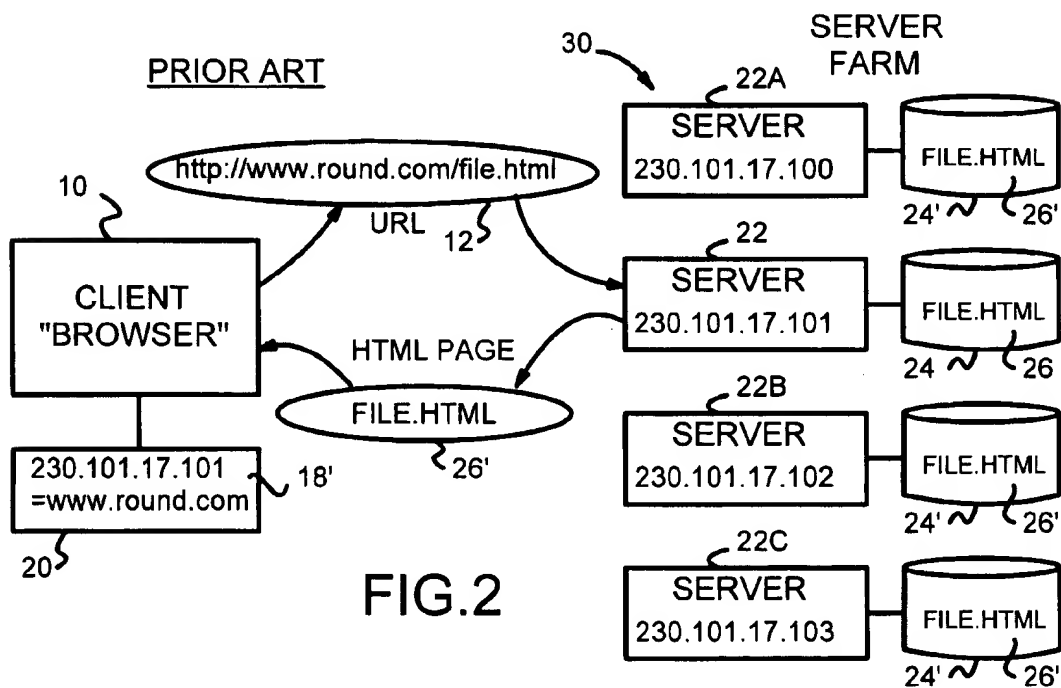 PRIOR ART
30
SERVER
FARM
22A
SERVER
230.101.17.100
FILE.HTML
24'
26'
http://www.round.com/file.html
URL
12
10
CLIENT
"BROWSER"
22
SERVER
230.101.17.101
FILE.HTML
24
26
HTML PAGE
FILE.HTML
26'
230.101.17.101
=www.round.com
18'
20
22B
SERVER
230.101.17.102
FILE.HTML
24'
26'
22C
SERVER
230.101.17.103
FILE.HTML
24'
26'
FIG.2